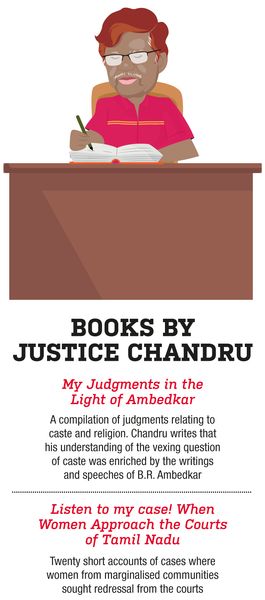 BOOKS BY
JUSTICE CHANDRU
My Judgments in the
Light of Ambedkar
A compilation of judgments relating to
caste and religion. Chandru writes that
his understanding of the vexing question
of caste was enriched by the writings
and speeches of B.R. Ambedkar
Listen to my case! When
Women Approach the Courts
of Tamil Nadu
Twenty short accounts of cases where
women from marginalised communities
sought redressal from the courts